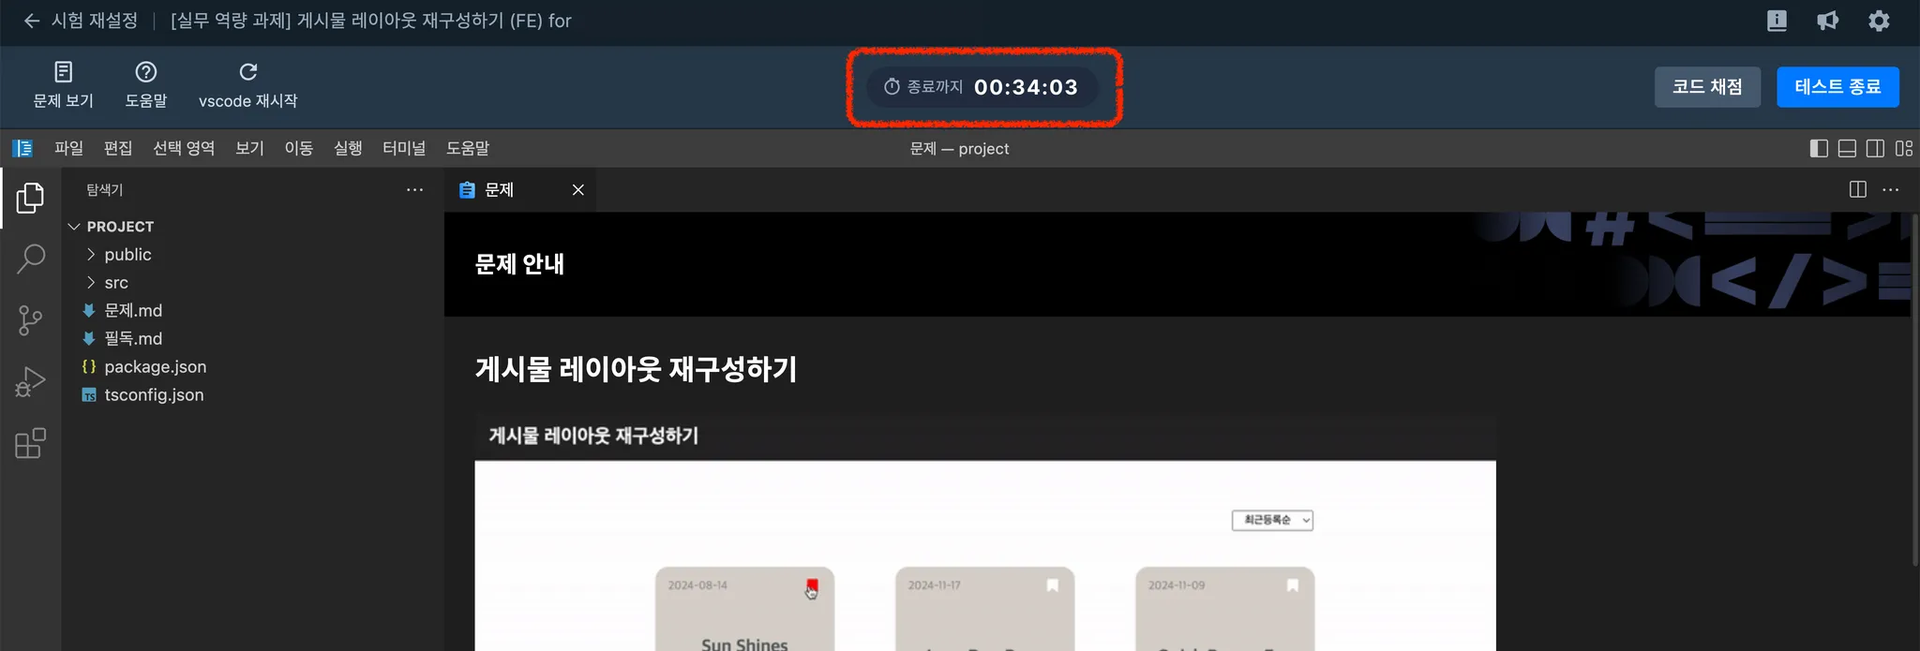 시험 재설정 [실무 역량 과제] 게시물 레이아웃 재구성하기 (FE) for
문제 보기 도움말 vscode 재시작 종료까지 00:34:03 코드 채점 테스트 종료
파일 편집 선택 영역 보기 이동 실행 터미널 도움말 문제 — project
탐색기
문제
PROJECT
public
src
문제.md
필독.md
package.json
tsconfig.json
문제 안내
게시물 레이아웃 재구성하기
게시물 레이아웃 재구성하기
최근등록순
2024-08-14 2024-11-17 2024-11-09
Sun Shines